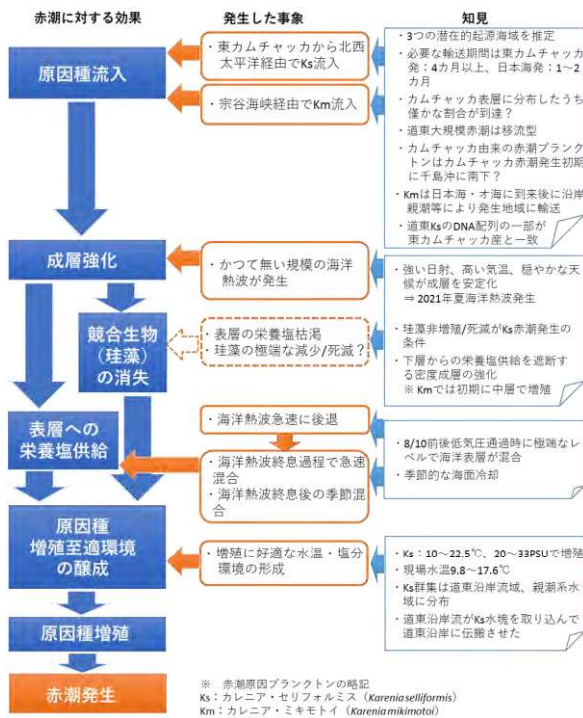 赤潮に対する効果
発生した事象
知見
原因種流入
・東カムチャッカから北西
太平洋経由でKs流入
・宗谷海峡経由でKm流入
・3つの潜在的起源海域を推定
・必要な輸送期間は東カムチャッカ
発：4カ月以上、日本海発：1～2
カ月
・カムチャッカ表層に分布したうち
僅かな割合が到達？
・道東大規模赤潮は移流型
・カムチャッカ由来の赤潮プランク
トンはカムチャッカ赤潮発生初期
に千島沖に南下？
・Kmは日本海・オ海に到来後に沿岸
親潮等により発生地域に輸送
・道東KsのDNA配列の一部が
東カムチャッカ産と一致
成層強化
・かつて無い規模の海洋
熱波が発生
・強い日射、高い気温、穏やかな天
候が成層を安定化
⇒ 2021年夏海洋熱波発生
競合生物
（珪藻）
の消失
・表層の栄養塩枯渇
・珪藻の極端な減少/死滅？
・珪藻非増殖/死滅がKs赤潮発生の
条件
・下層からの栄養塩供給を遮断す
る密度成層の強化
※ Kmでは初期に中層で増殖
表層への
栄養塩供給
・海洋熱波急速に後退
・海洋熱波終息過程で急速
混合
・海洋熱波終息後の季節混
合
・8/10前後低気圧通過時に極端なレ
ベルで海洋表層が混合
・季節的な海面冷却
原因種
増殖至適環境
の醸成
・増殖に好適な水温・塩分
環境の形成
・Ks：10～22.5℃、20～33PSUで増殖
・現場水温9.8～17.6℃
・Ks群集は道東沿岸流域、親潮系水
域に分布
・道東沿岸流がKs水塊を取り込んで
道東沿岸に伝搬させた
原因種増殖
赤潮発生
※ 赤潮原因プランクトンの略記
Ks：カレニア・セリフォルミス（Karenia selliformis）
Km：カレニア・ミキモトイ（Karenia mikimotoi）